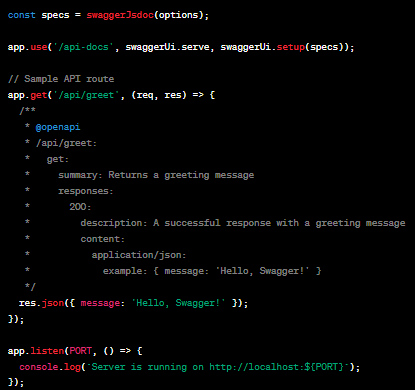 const specs = swaggerJsdoc(options);
app.use('/api-docs', swaggerUi.serve, swaggerUi.setup(specs));
// Sample API route
app.get('/api/greet', (req, res) => {
  /**
   * @openapi
   * /api/greet:
   *   get:
   *     summary: Returns a greeting message
   *     responses:
   *       200:
   *         description: A successful response with a greeting message
   *         content:
   *           application/json:
   *             example: { message: 'Hello, Swagger!' }
   */
  res.json({ message: 'Hello, Swagger!' });
});
app.listen(PORT, () => {
  console.log(`Server is running on http://localhost:${PORT}`);
});